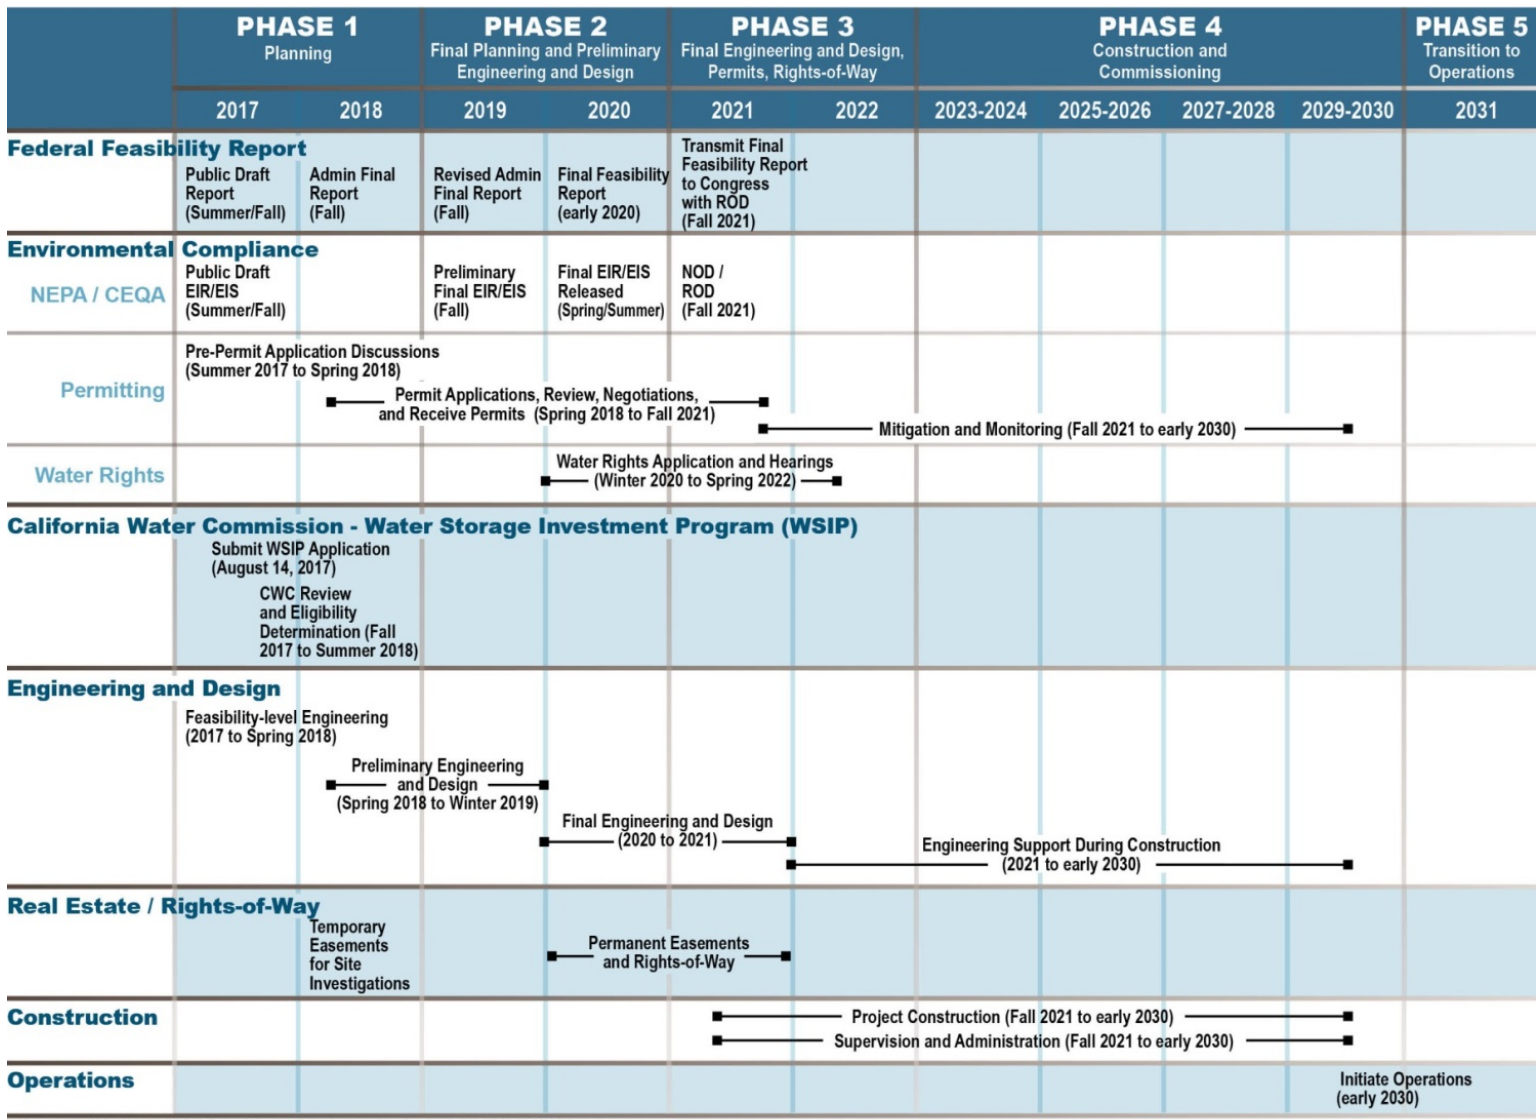 PHASE 1
Planning
PHASE 2
Final Planning and Preliminary
Engineering and Design
PHASE 3
Final Engineering and Design,
Permits, Rights-of-Way
PHASE 4
Construction and
Commissioning
PHASE 5
Transition to
Operations
2017
2018
2019
2020
2021
2022
2023-2024
2025-2026
2027-2028
2029-2030
2031
Federal Feasibility Report
Public Draft
Report
(Summer/Fall)
Admin Final
Report
(Fall)
Revised Admin
Final Report
(Fall)
Final Feasibility
Report
(early 2020)
Transmit Final
Feasibility Report
to Congress
with ROD
(Fall 2021)
Environmental Compliance
NEPA / CEQA
Public Draft
EIR/EIS
(Summer/Fall)
Preliminary
Final EIR/EIS
(Fall)
Final EIR/EIS
Released
(Spring/Summer)
NOD /
ROD
(Fall 2021)
Permitting
Pre-Permit Application Discussions
(Summer 2017 to Spring 2018)
Permit Applications, Review, Negotiations,
and Receive Permits (Spring 2018 to Fall 2021)
Mitigation and Monitoring (Fall 2021 to early 2030)
Water Rights
Water Rights Application and Hearings
(Winter 2020 to Spring 2022)
California Water Commission - Water Storage Investment Program (WSIP)
Submit WSIP Application
(August 14, 2017)
CWC Review
and Eligibility
Determination (Fall
2017 to Summer 2018)
Engineering and Design
Feasibility-level Engineering
(2017 to Spring 2018)
Preliminary Engineering
and Design
(Spring 2018 to Winter 2019)
Final Engineering and Design
(2020 to 2021)
Engineering Support During Construction
(2021 to early 2030)
Real Estate / Rights-of-Way
Temporary
Easements
for Site
Investigations
Permanent Easements
and Rights-of-Way
Construction
Project Construction (Fall 2021 to early 2030)
Supervision and Administration (Fall 2021 to early 2030)
Operations
Initiate Operations
(early 2030)